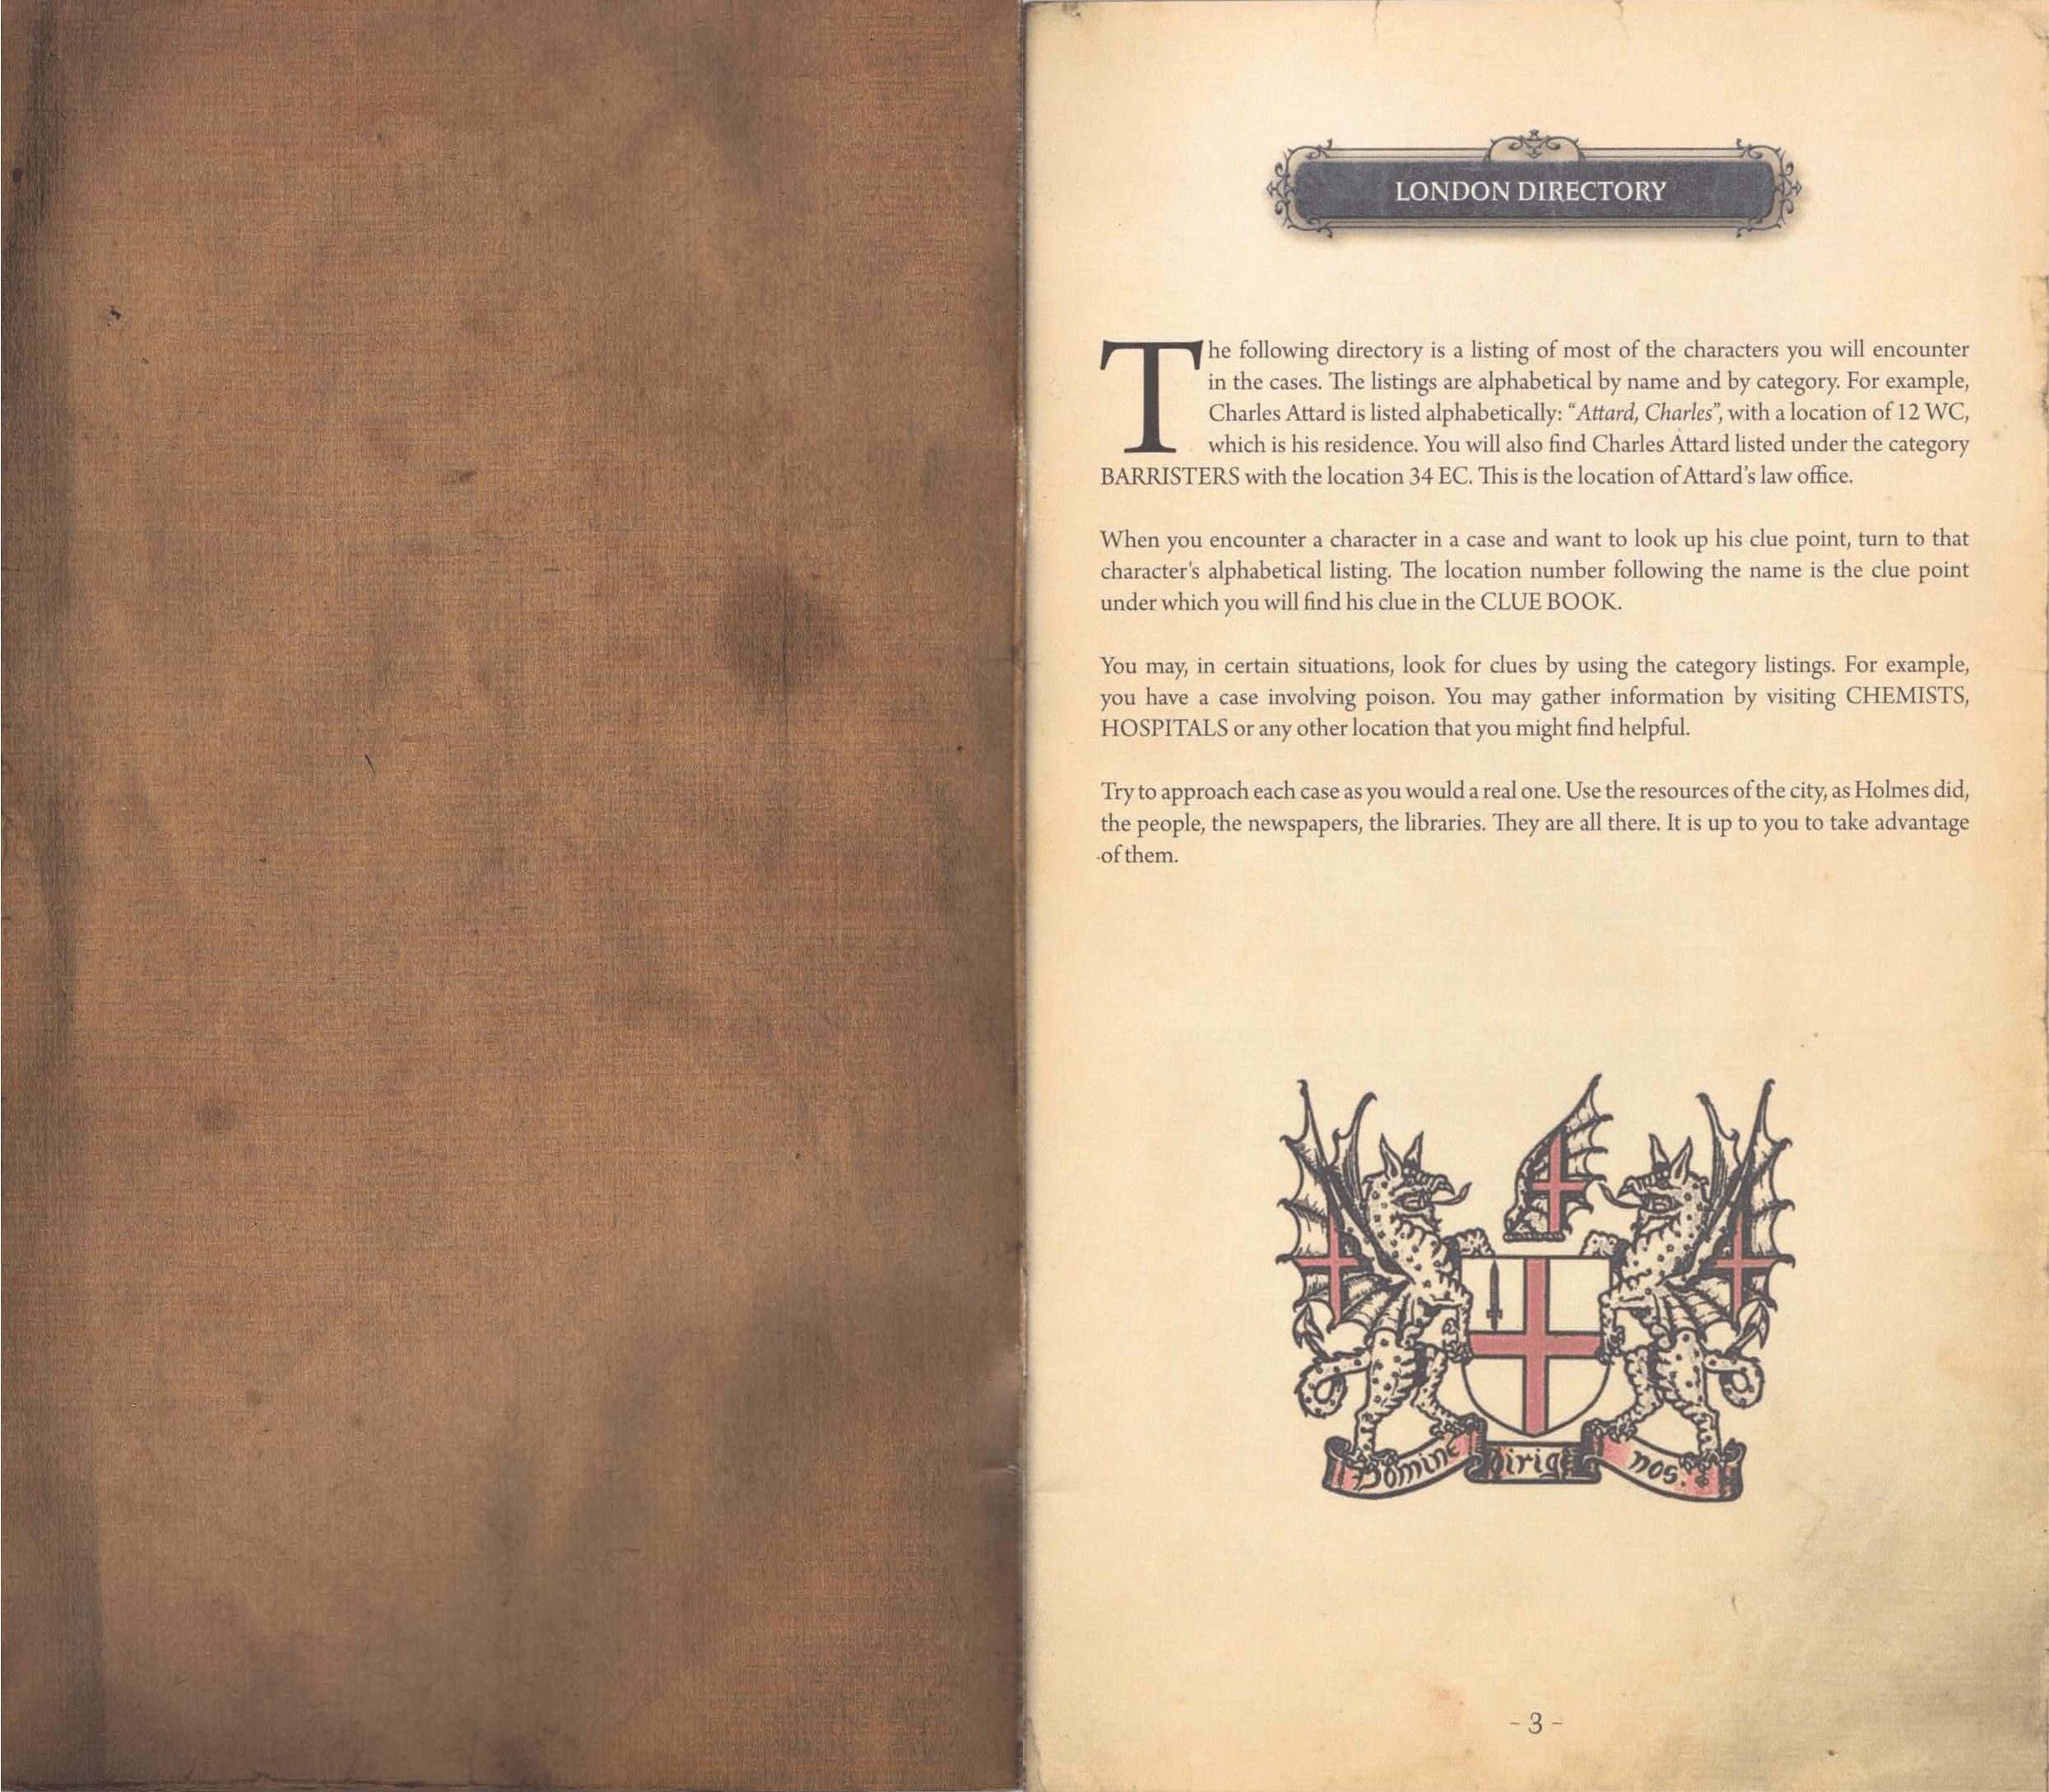 LONDON DIRECTORY
The following directory is a listing of most of the characters you will encounter
in the cases. The listings are alphabetical by name and by category. For example,
Charles Attard is listed alphabetically: “Attard, Charles”, with a location of 12 WC,
which is his residence. You will also find Charles Attard listed under the category
BARRISTERS with the location 34 EC. This is the location of Attard’s law office.
When you encounter a character in a case and want to look up his clue point, turn to that
character's alphabetical listing. The location number following the name is the clue point
under which you will find his clue in the CLUE BOOK.
You may, in certain situations, look for clues by using the category listings. For example,
you have a case involving poison. You may gather information by visiting CHEMISTS,
HOSPITALS or any other location that you might find helpful.
Try to approach each case as you would a real one. Use the resources of the city, as Holmes did,
the people, the newspapers, the libraries. They are all there. It is up to you to take advantage
of them.
Domine Dirige nos.
- 3 -